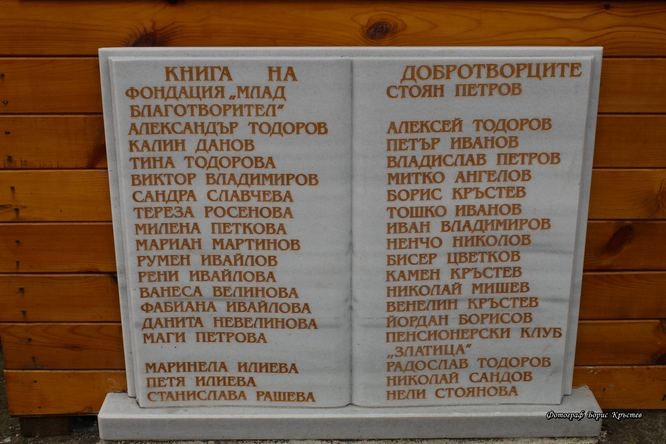 КНИГА НА
ФОНДАЦИЯ „МЛАД
БЛАГОТВОРИТЕЛ"
АЛЕКСАНДЪР ТОДОРОВ
КАЛИН ДАНОВ
ТИНА ТОДОРОВА
ВИКТОР ВЛАДИМИРОВ
САНДРА СЛАВЧЕВА
ТЕРЕЗА РОСЕНОВА
МИЛЕНА ПЕТКОВА
МАРИАН МАРТИНОВ
РУМЕН ИВАЙЛОВ
РЕНИ ИВАЙЛОВА
ВАНЕСА ВЕЛИНОВА
ФАБИАНА ИВАЙЛОВА
ДАНИТА НЕВЕЛИНОВА
МАГИ ПЕТРОВА
МАРИНЕЛА ИЛИЕВА
ПЕТЯ ИЛИЕВА
СТАНИСЛАВА РАШЕВА
ДОБРОТВОРЦИТЕ
СТОЯН ПЕТРОВ
АЛЕКСЕЙ ТОДОРОВ
ПЕТЪР ИВАНОВ
ВЛАДИСЛАВ ПЕТРОВ
МИТКО АНГЕЛОВ
БОРИС КРЪСТЕВ
ТОШКО ИВАНОВ
ИВАН ВЛАДИМИРОВ
НЕНЧО НИКОЛОВ
БИСЕР ЦВЕТКОВ
КАМЕН КРЪСТЕВ
НИКОЛАЙ МИШЕВ
ВЕНЕЛИН КРЪСТЕВ
ЙОРДАН БОРИСОВ
ПЕНСИОНЕРСКИ КЛУБ
„ЗЛАТИЦА"
РАДОСЛАВ ТОДОРОВ
НИКОЛАЙ САНДОВ
НЕЛИ СТОЯНОВА
Фотограф Борис Кръстев